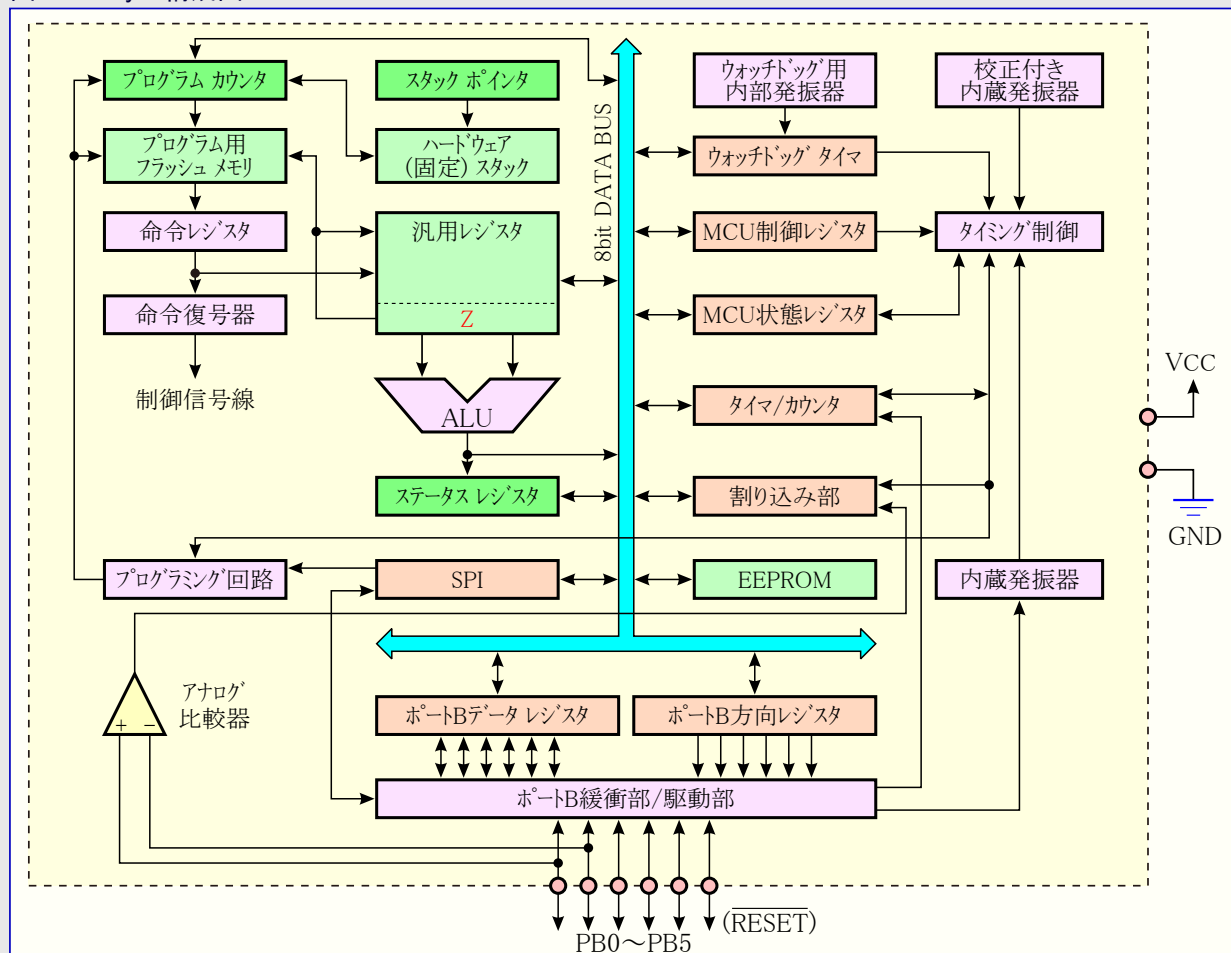 プログラム カウンタ
スタック ポインタ
ウォッチドッグ用
内部発振器
校正付き
内蔵発振器
プログラム用
フラッシュ メモリ
ハードウェア
(固定) スタック
8bit DATA BUS
ウォッチドッグ タイマ
命令レジスタ
汎用レジスタ
MCU制御レジスタ
タイミング制御
命令復号器
Z
MCU状態レジスタ
制御信号線
ALU
タイマ/カウンタ
VCC
ステータス レジスタ
割り込み部
GND
プログラミング回路
SPI
EEPROM
内蔵発振器
アナログ
比較器
+ −
ポートBデータ レジスタ
ポートB方向レジスタ
ポートB緩衝部/駆動部
(RESET)
PB0～PB5